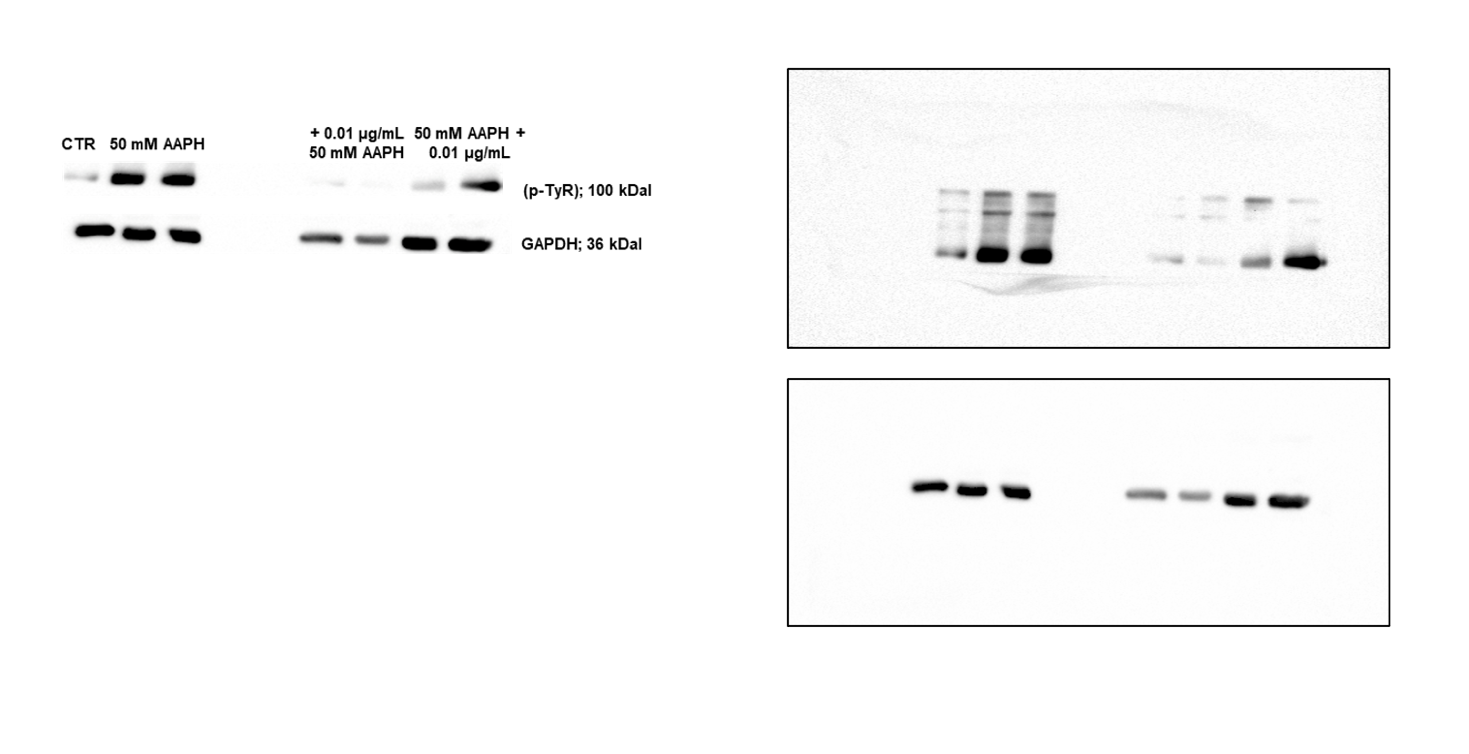 CTR 50 mM AAPH
+ 0.01 µg/mL 50 mM AAPH +
50 mM AAPH 0.01 µg/mL
(p-TyR); 100 kDal
GAPDH; 36 kDal